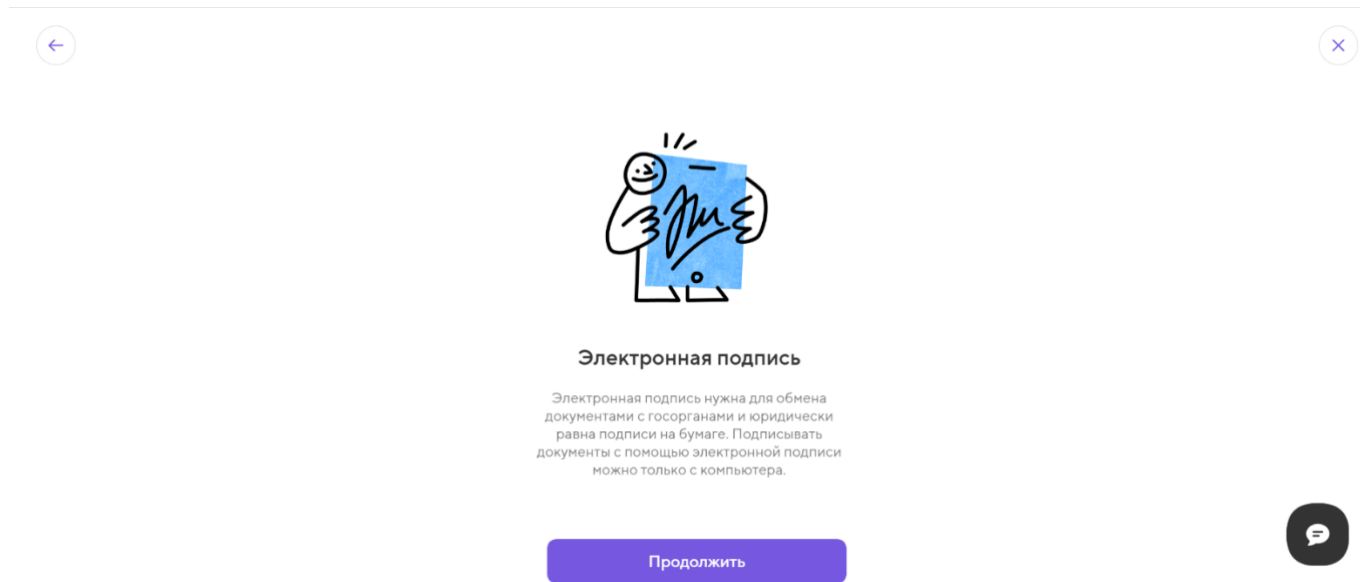 Электронная подпись
Электронная подпись нужна для обмена
документами с госорганами и юридически
равна подписи на бумаге. Подписывать
документы с помощью электронной подписи
можно только с компьютера.
Продолжить